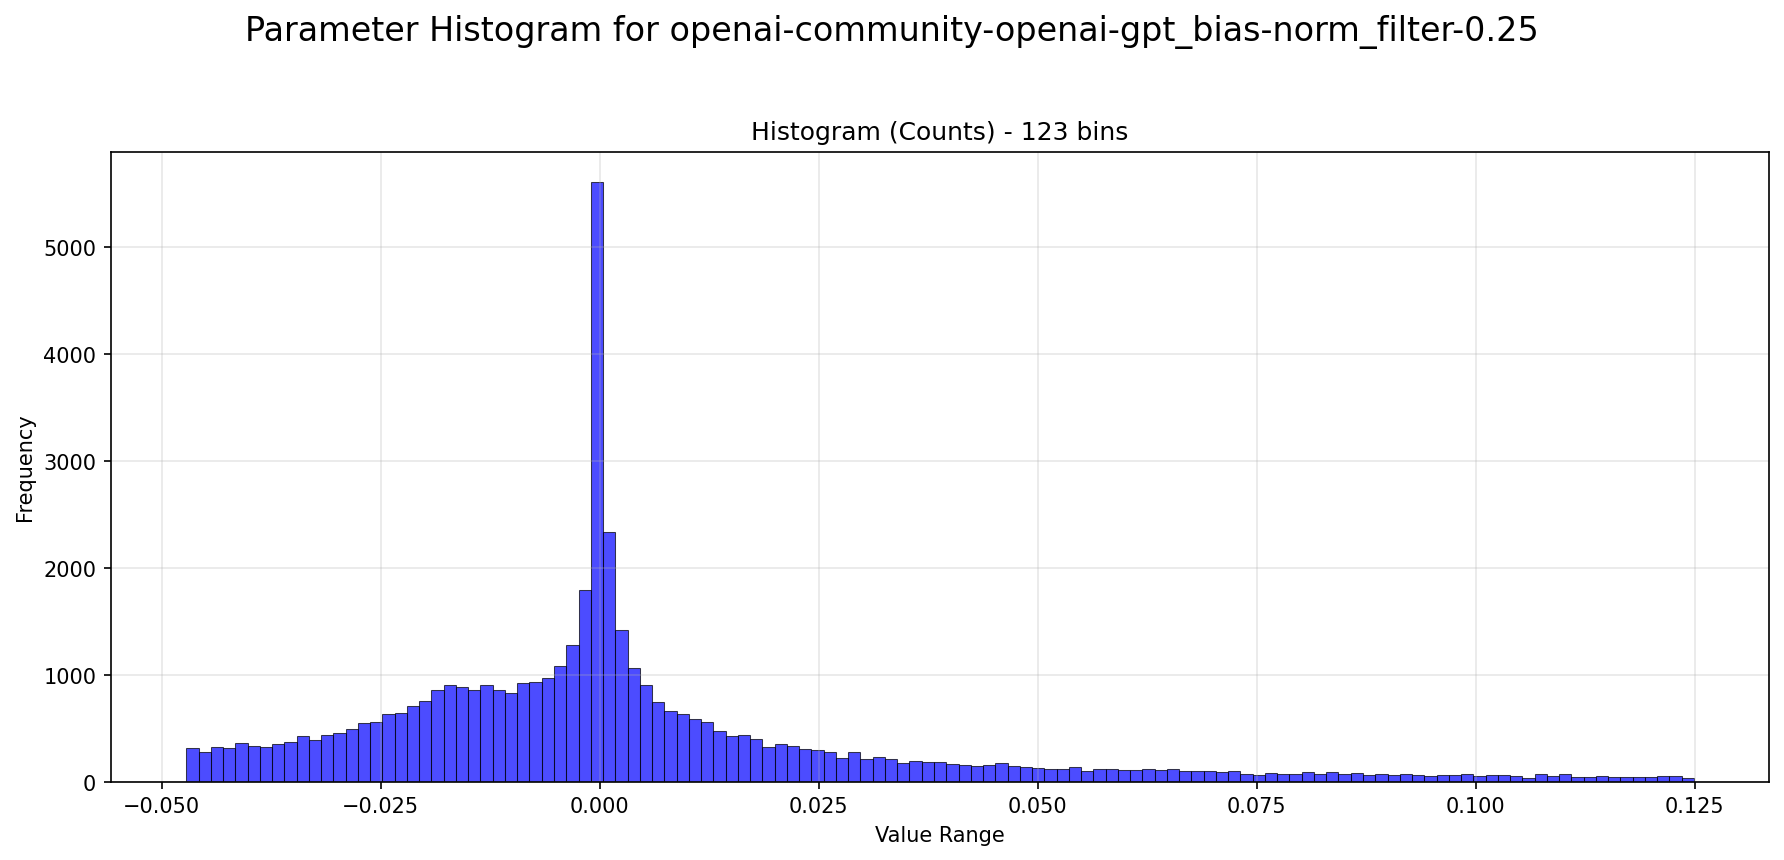 Parameter Histogram for openai-community-openai-gpt_bias-norm_filter-0.25
Histogram (Counts) - 123 bins
Frequency
5000
4000
3000
2000
1000
0
−0.050 −0.025 0.000 0.025 0.050 0.075 0.100 0.125
Value Range